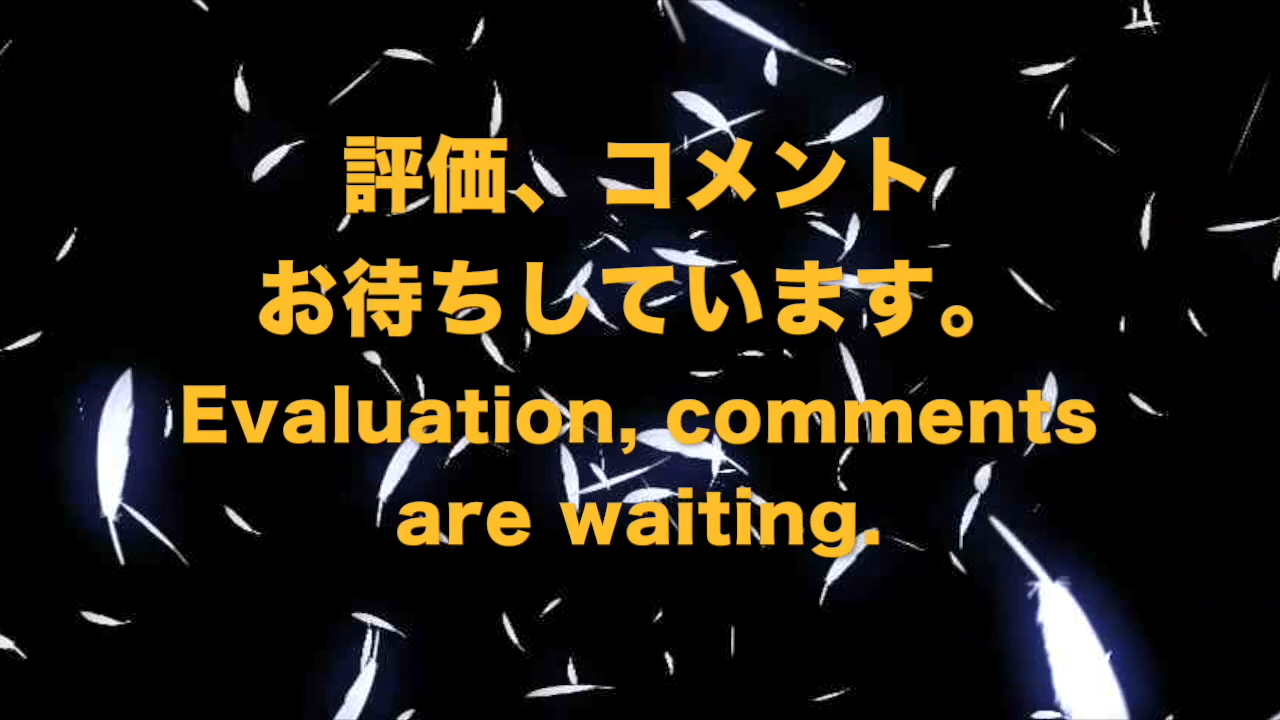 評価、コメント
お待ちしています。
Evaluation, comments
are waiting.